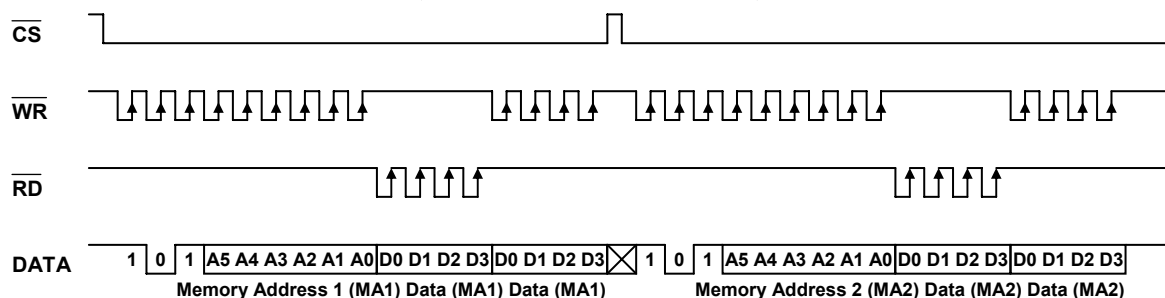 CS
WR
RD
DATA 1 0 1 A5 A4 A3 A2 A1 A0 D0 D1 D2 D3 D0 D1 D2 D3 1 0 1 A5 A4 A3 A2 A1 A0 D0 D1 D2 D3 D0 D1 D2 D3
Memory Address 1 (MA1) Data (MA1) Data (MA1) Memory Address 2 (MA2) Data (MA2) Data (MA2)